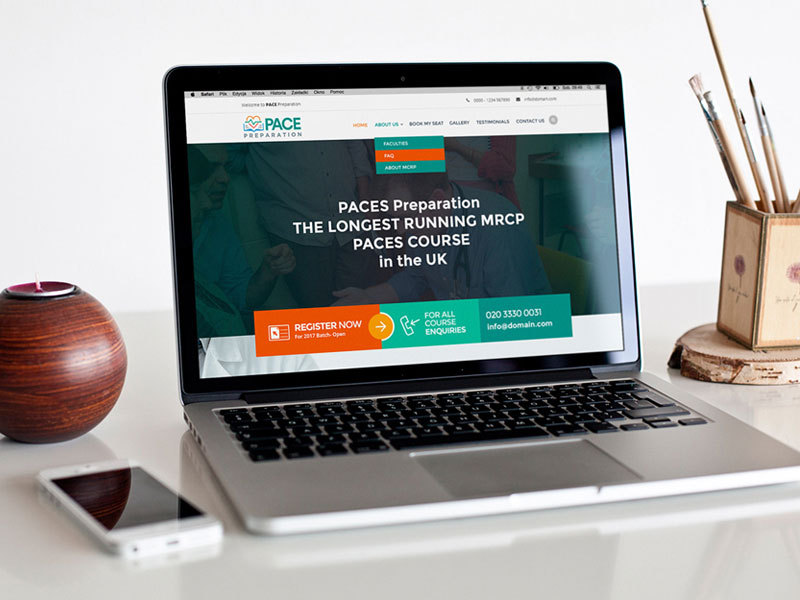 Safari Plik Edycja Widok Historia Zakładki Okno Pomoc
Welcome to PACE Preparation
0000 - 1234 567890 info@domain.com
PACE
PREPARATION
HOME ABOUT US BOOK MY SEAT GALLERY TESTIMONIALS CONTACT US
FACULTIES
FAQ
ABOUT MCRP
PACES Preparation
THE LONGEST RUNNING MRCP
PACES COURSE
in the UK
REGISTER NOW
For 2017 Batch- Open
FOR ALL
COURSE
ENQUIRIES
020 3330 0031
info@domain.com